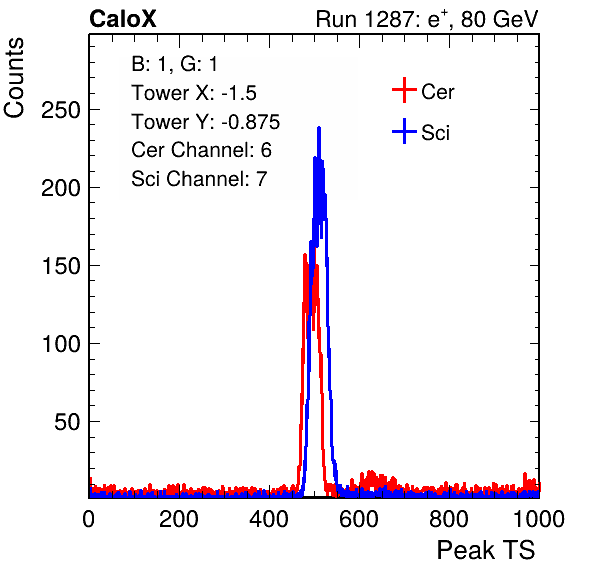 CaloX Run 1287: e⁺, 80 GeV
B: 1, G: 1
Tower X: -1.5
Tower Y: -0.875
Cer Channel: 6
Sci Channel: 7
Cer
Sci
Counts
250
200
150
100
50
0 200 400 600 800 1000
Peak TS